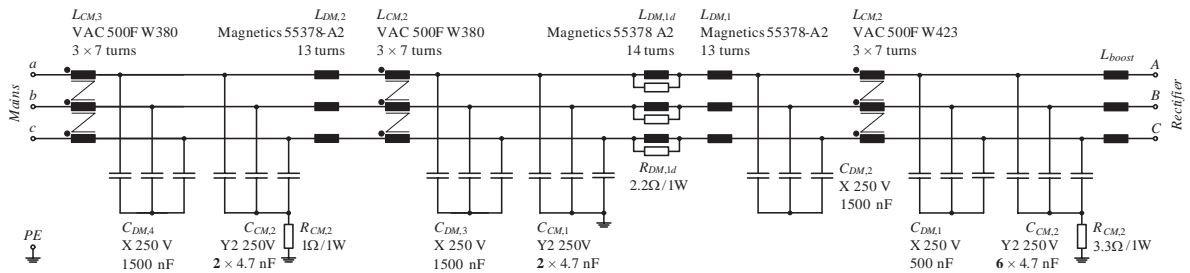 L_CM,3
VAC 500F W380
3 × 7 turns
L_DM,2
Magnetics 55378-A2
13 turns
L_CM,2
VAC 500F W380
3 × 7 turns
L_DM,1d
Magnetics 55378 A2
14 turns
L_DM,1
Magnetics 55378-A2
13 turns
L_CM,2
VAC 500F W423
3 × 7 turns
L_boost
Mains
a
b
c
A
B
C
Rectifier
PE
C_DM,4
X 250 V
1500 nF
C_CM,2
Y2 250V
2 × 4.7 nF
R_CM,2
1Ω/1W
C_DM,3
X 250 V
1500 nF
C_CM,1
Y2 250V
2 × 4.7 nF
R_DM,1d
2.2Ω/1W
C_DM,2
X 250 V
1500 nF
C_DM,1
X 250 V
500 nF
C_CM,2
Y2 250V
6 × 4.7 nF
R_CM,2
3.3Ω/1W